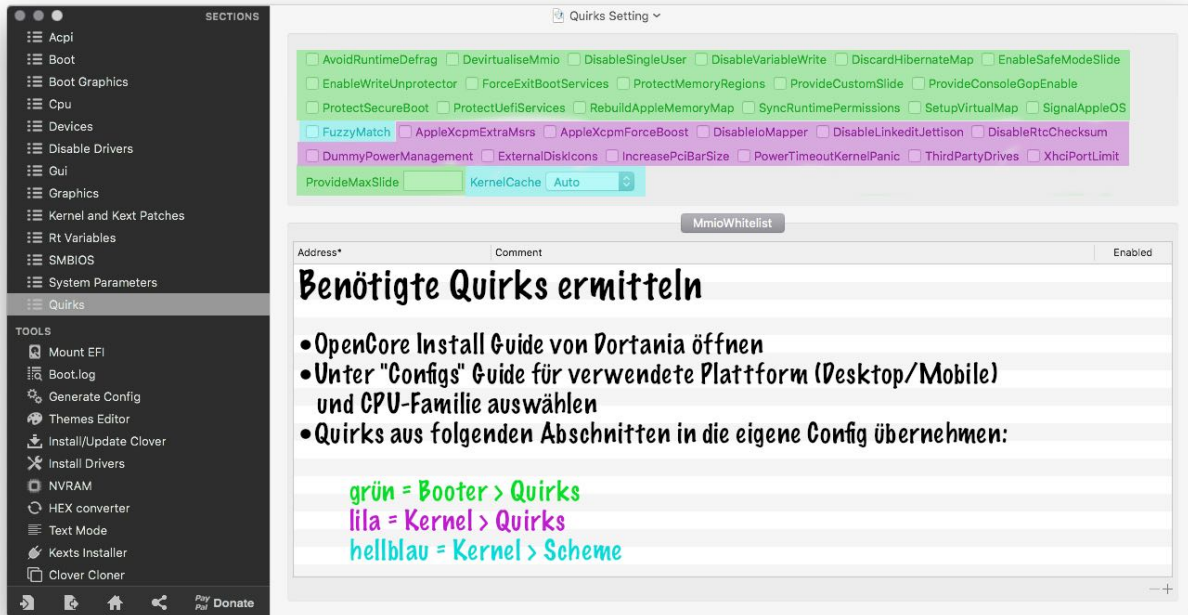 SECTIONS
Quirks Setting
Acpi
Boot
Boot Graphics
Cpu
Devices
Disable Drivers
Gui
Graphics
Kernel and Kext Patches
Rt Variables
SMBIOS
System Parameters
Quirks
TOOLS
Mount EFI
Boot.log
Generate Config
Themes Editor
Install/Update Clover
Install Drivers
NVRAM
HEX converter
Text Mode
Kexts Installer
Clover Cloner
Pay Pal Donate
AvoidRuntimeDefrag DevirtualiseMmio DisableSingleUser DisableVariableWrite DiscardHibernateMap EnableSafeModeSlide
EnableWriteUnprotector ForceExitBootServices ProtectMemoryRegions ProvideCustomSlide ProvideConsoleGopEnable
ProtectSecureBoot ProtectUefiServices RebuildAppleMemoryMap SyncRuntimePermissions SetupVirtualMap SignalAppleOS
FuzzyMatch AppleXcpmExtraMsrs AppleXcpmForceBoost DisableIoMapper DisableLinkeditJettison DisableRtcChecksum
DummyPowerManagement ExternalDiskIcons IncreasePciBarSize PowerTimeoutKernelPanic ThirdPartyDrives XhciPortLimit
ProvideMaxSlide KernelCache Auto
MmioWhitelist
Address* Comment Enabled
Benötigte Quirks ermitteln
•OpenCore Install Guide von Dortania öffnen
•Unter "Configs" Guide für verwendete Plattform (Desktop/Mobile)
und CPU-Familie auswählen
•Quirks aus folgenden Abschnitten in die eigene Config übernehmen:
grün = Booter > Quirks
lila = Kernel > Quirks
hellblau = Kernel > Scheme